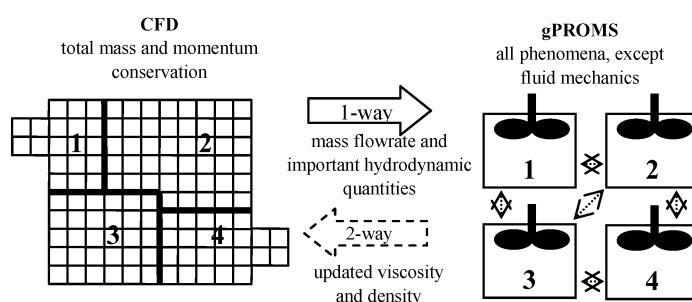 CFD
total mass and momentum
conservation
1
2
3
4
1-way
mass flowrate and
important hydrodynamic
quantities
2-way
updated viscosity
and density
gPROMS
all phenomena, except
fluid mechanics
1
2
3
4